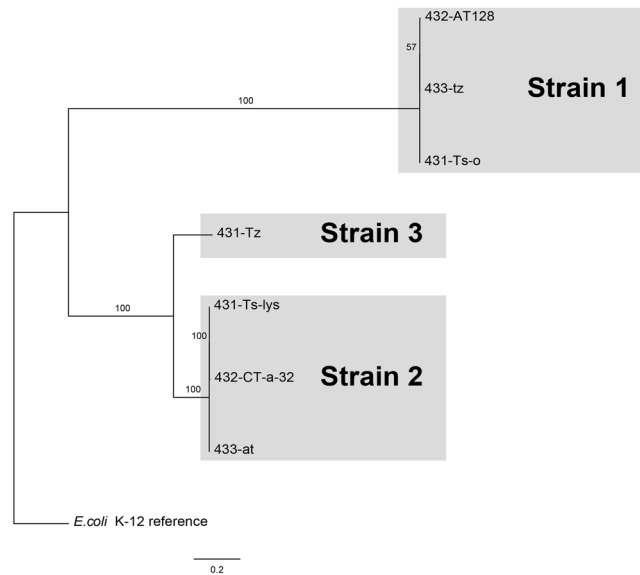 432-AT128
57
433-tz
Strain 1
100
431-Ts-o
431-Tz
Strain 3
100
431-Ts-lys
100
432-CT-a-32
Strain 2
100
433-at
E.coli K-12 reference
0.2